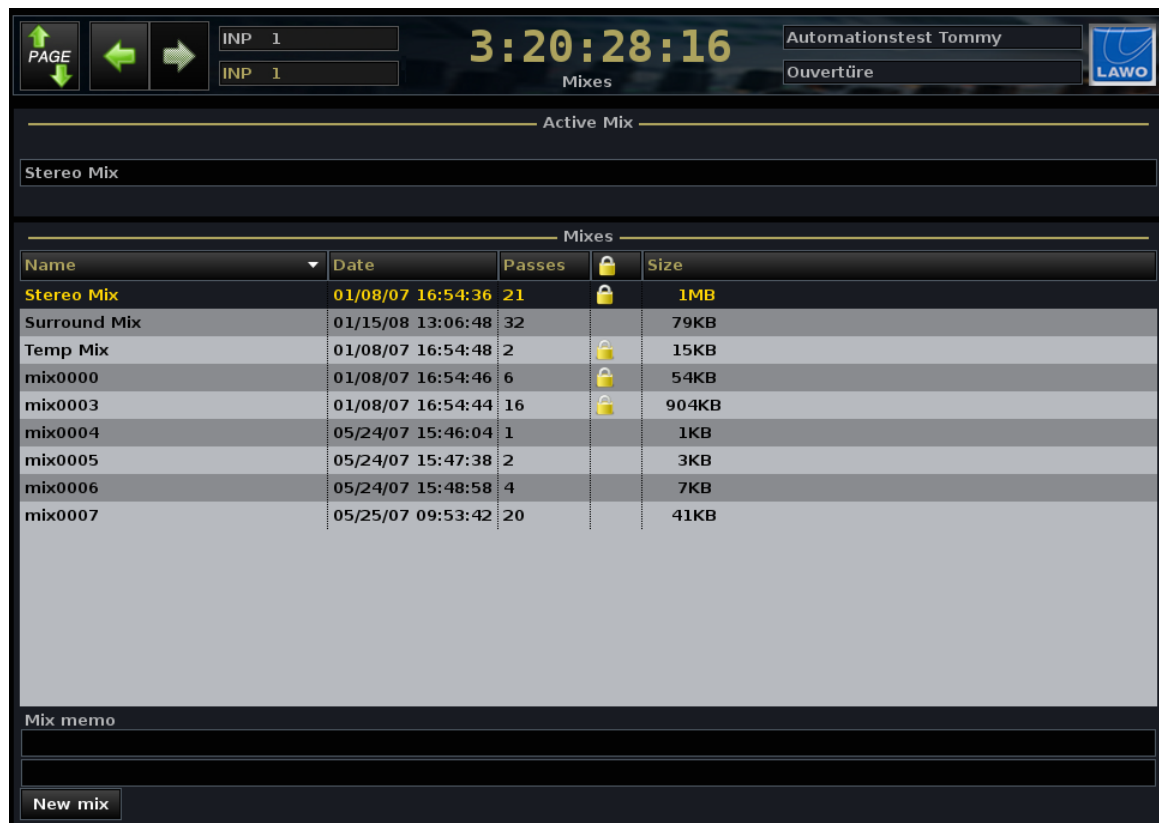 PAGE
INP 1
INP 1
3:20:28:16
Mixes
Automationstest Tommy
Ouvertüre
LAWO
Active Mix
Stereo Mix
Mixes
Name Date Passes Size
Stereo Mix 01/08/07 16:54:36 21 1MB
Surround Mix 01/15/08 13:06:48 32 79KB
Temp Mix 01/08/07 16:54:48 2 15KB
mix0000 01/08/07 16:54:46 6 54KB
mix0003 01/08/07 16:54:44 16 904KB
mix0004 05/24/07 15:46:04 1 1KB
mix0005 05/24/07 15:47:38 2 3KB
mix0006 05/24/07 15:48:58 4 7KB
mix0007 05/25/07 09:53:42 20 41KB
Mix memo
New mix